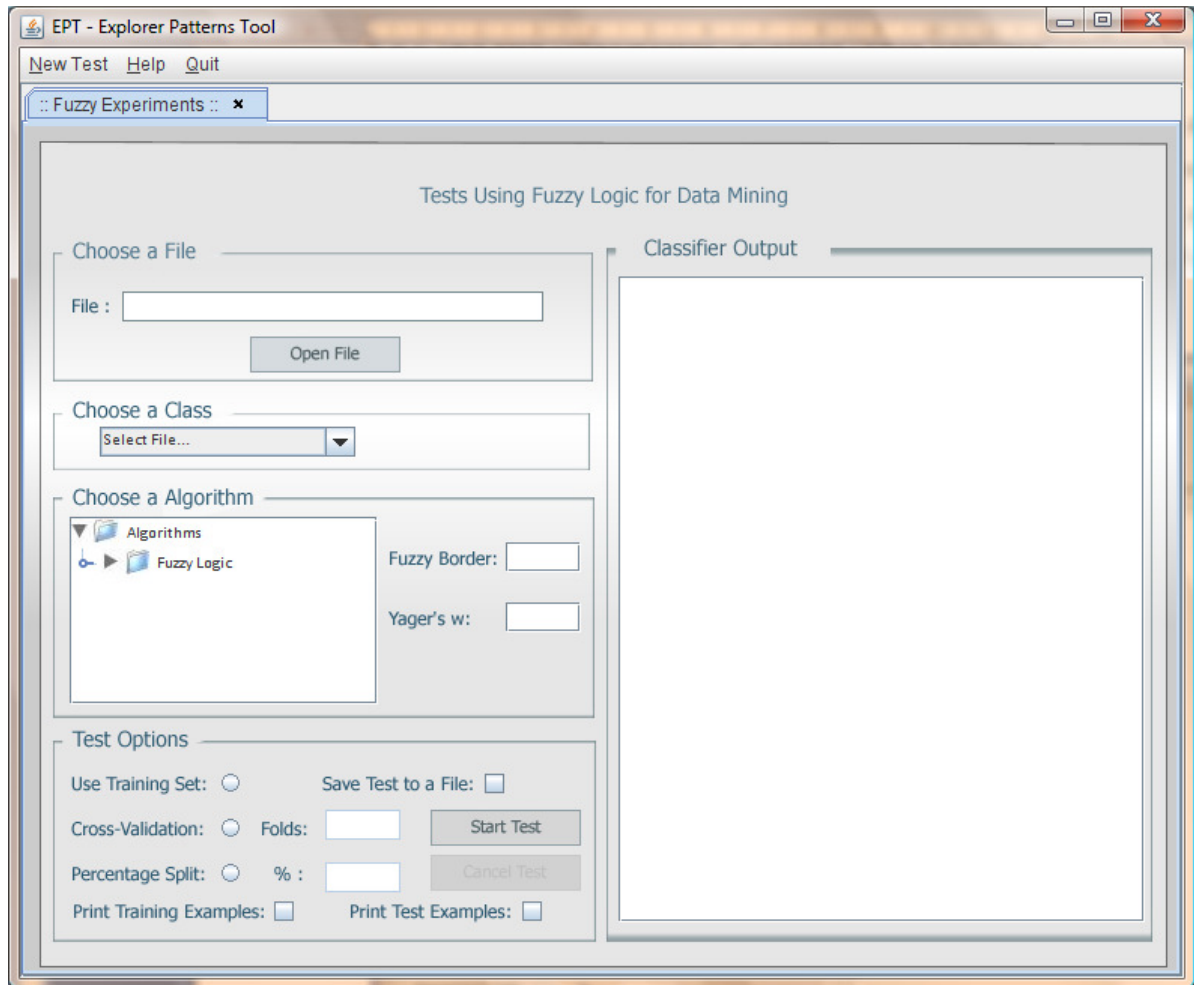 EPT - Explorer Patterns Tool
New Test Help Quit
:: Fuzzy Experiments ::
Tests Using Fuzzy Logic for Data Mining
Choose a File
File :
Open File
Choose a Class
Select File...
Choose a Algorithm
Algorithms
Fuzzy Logic
Fuzzy Border:
Yager's w:
Test Options
Use Training Set:
Save Test to a File:
Cross-Validation:
Folds:
Start Test
Percentage Split:
% :
Cancel Test
Print Training Examples:
Print Test Examples:
Classifier Output